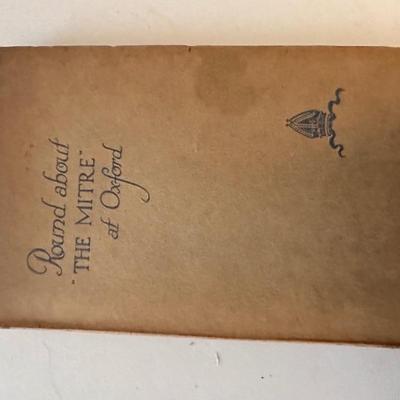 Round about
"THE MITRE"
at Oxford